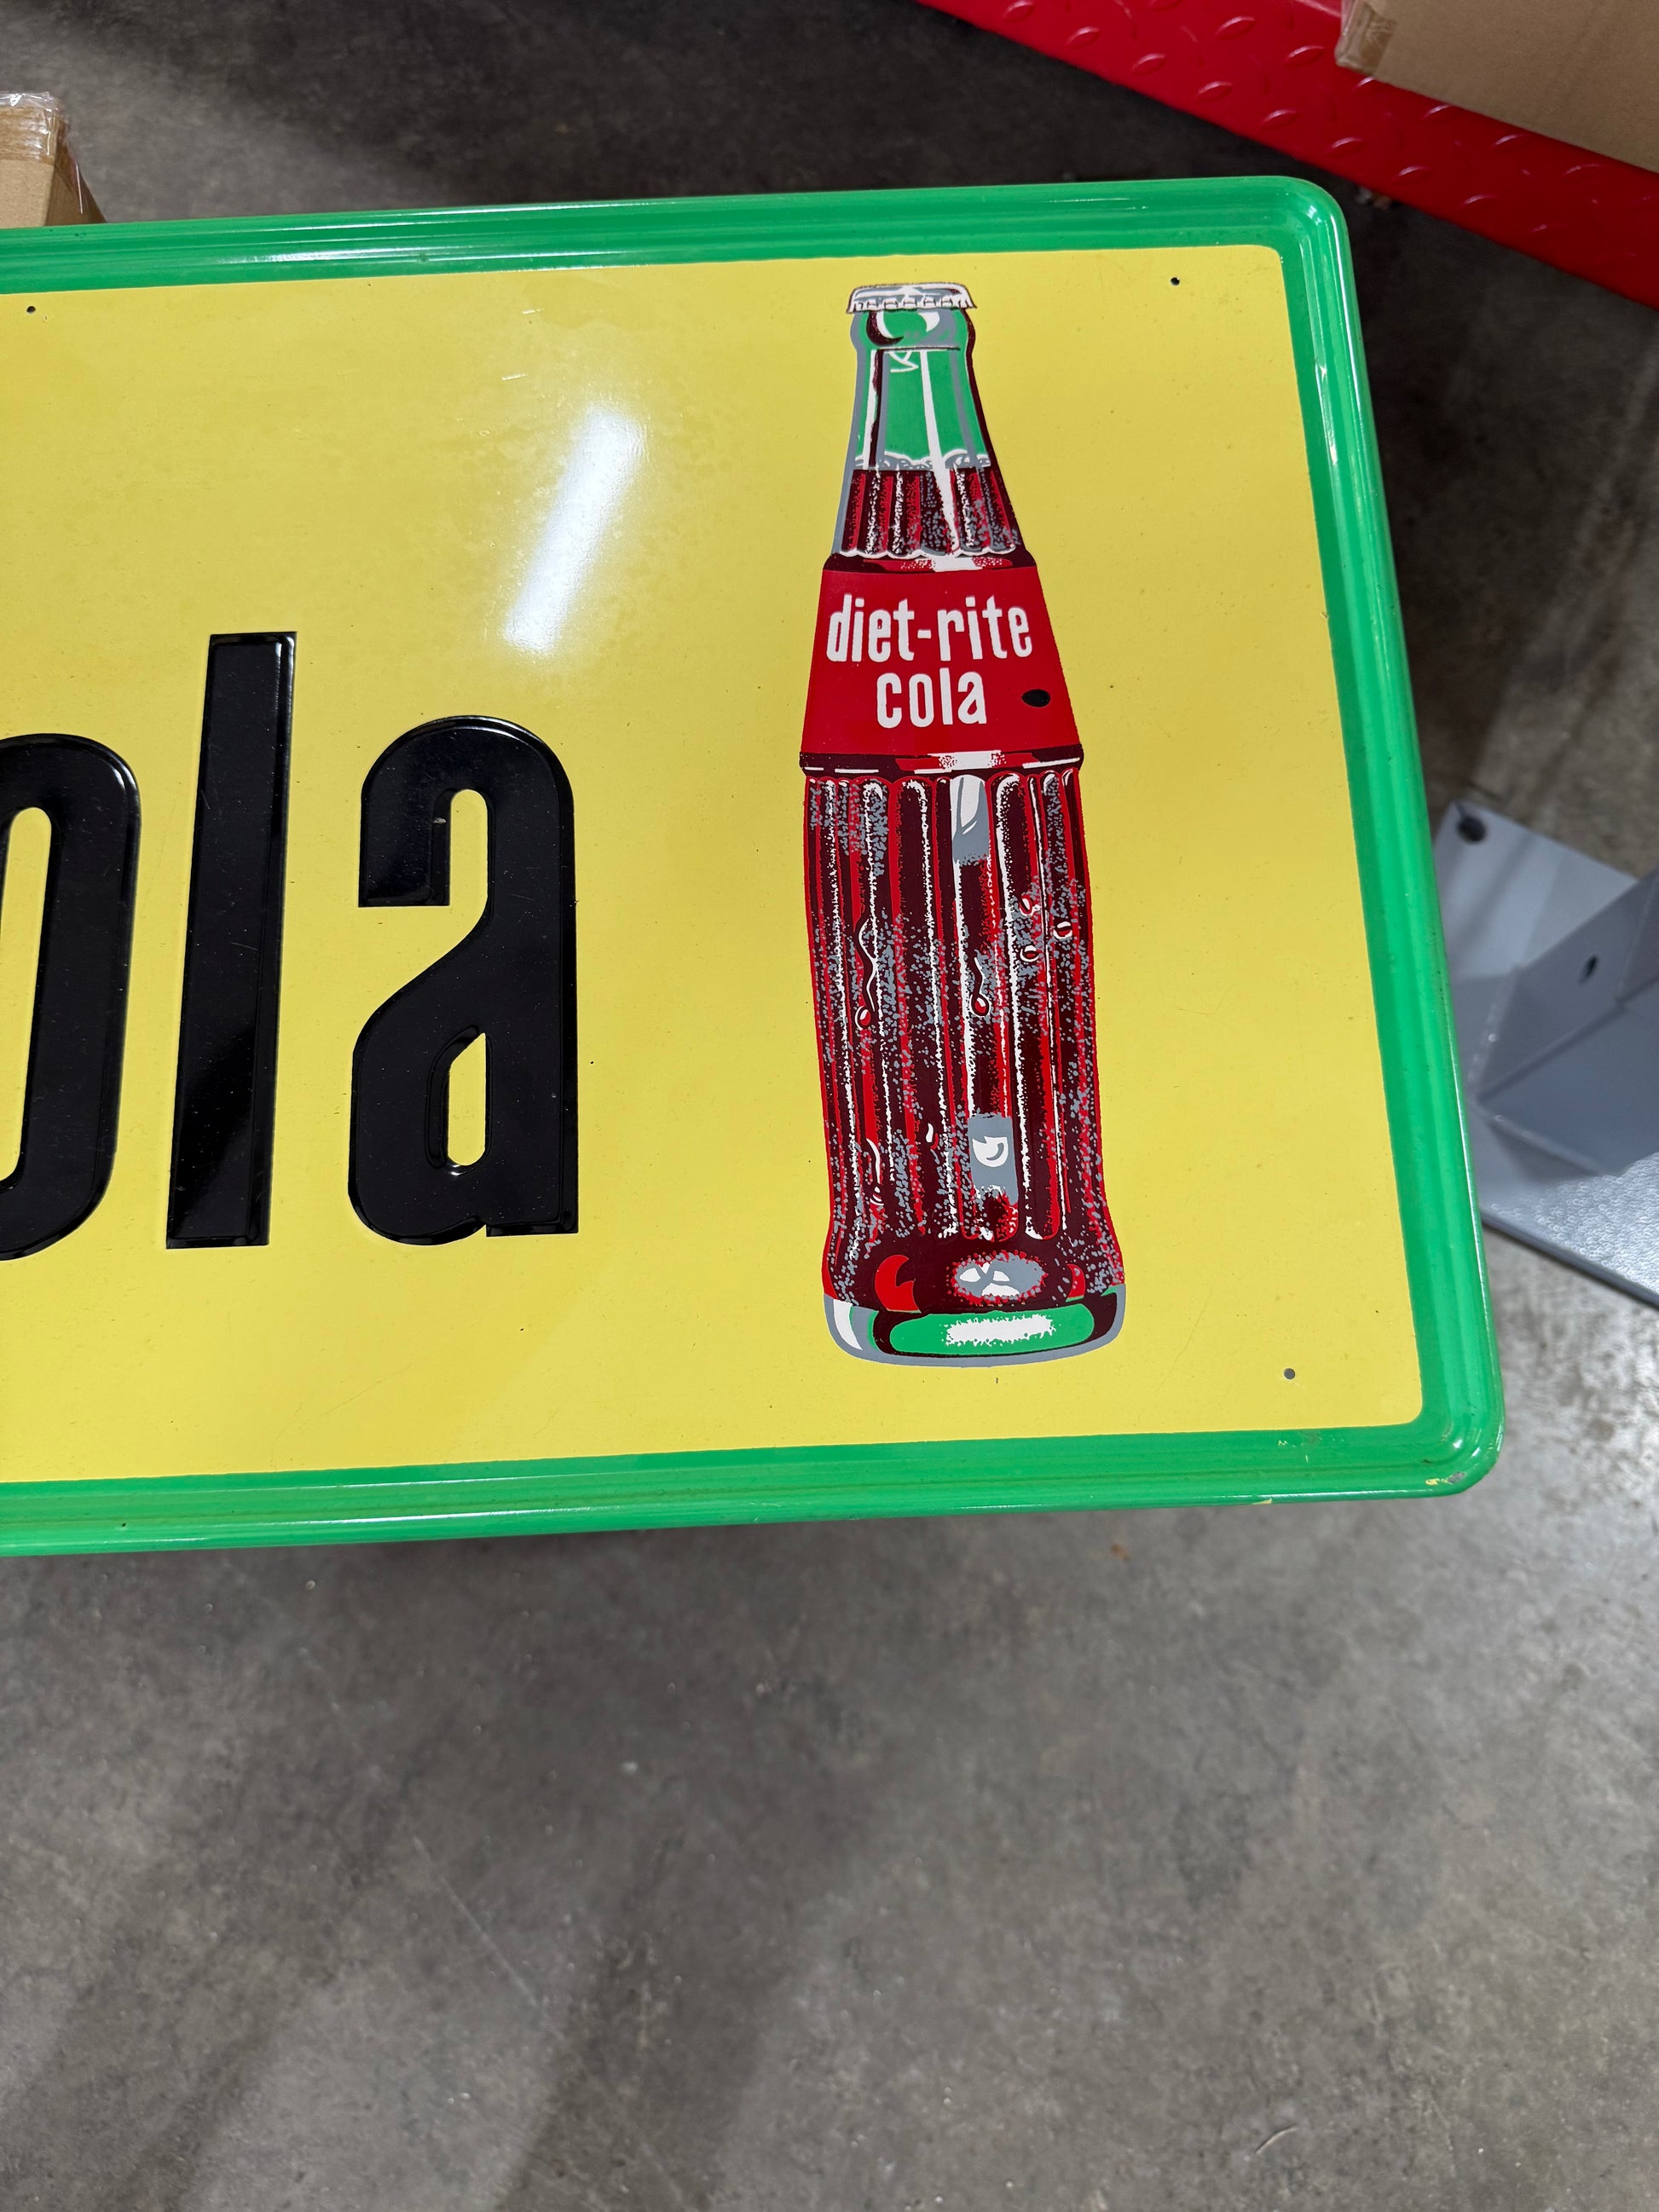 ola
diet-rite
cola